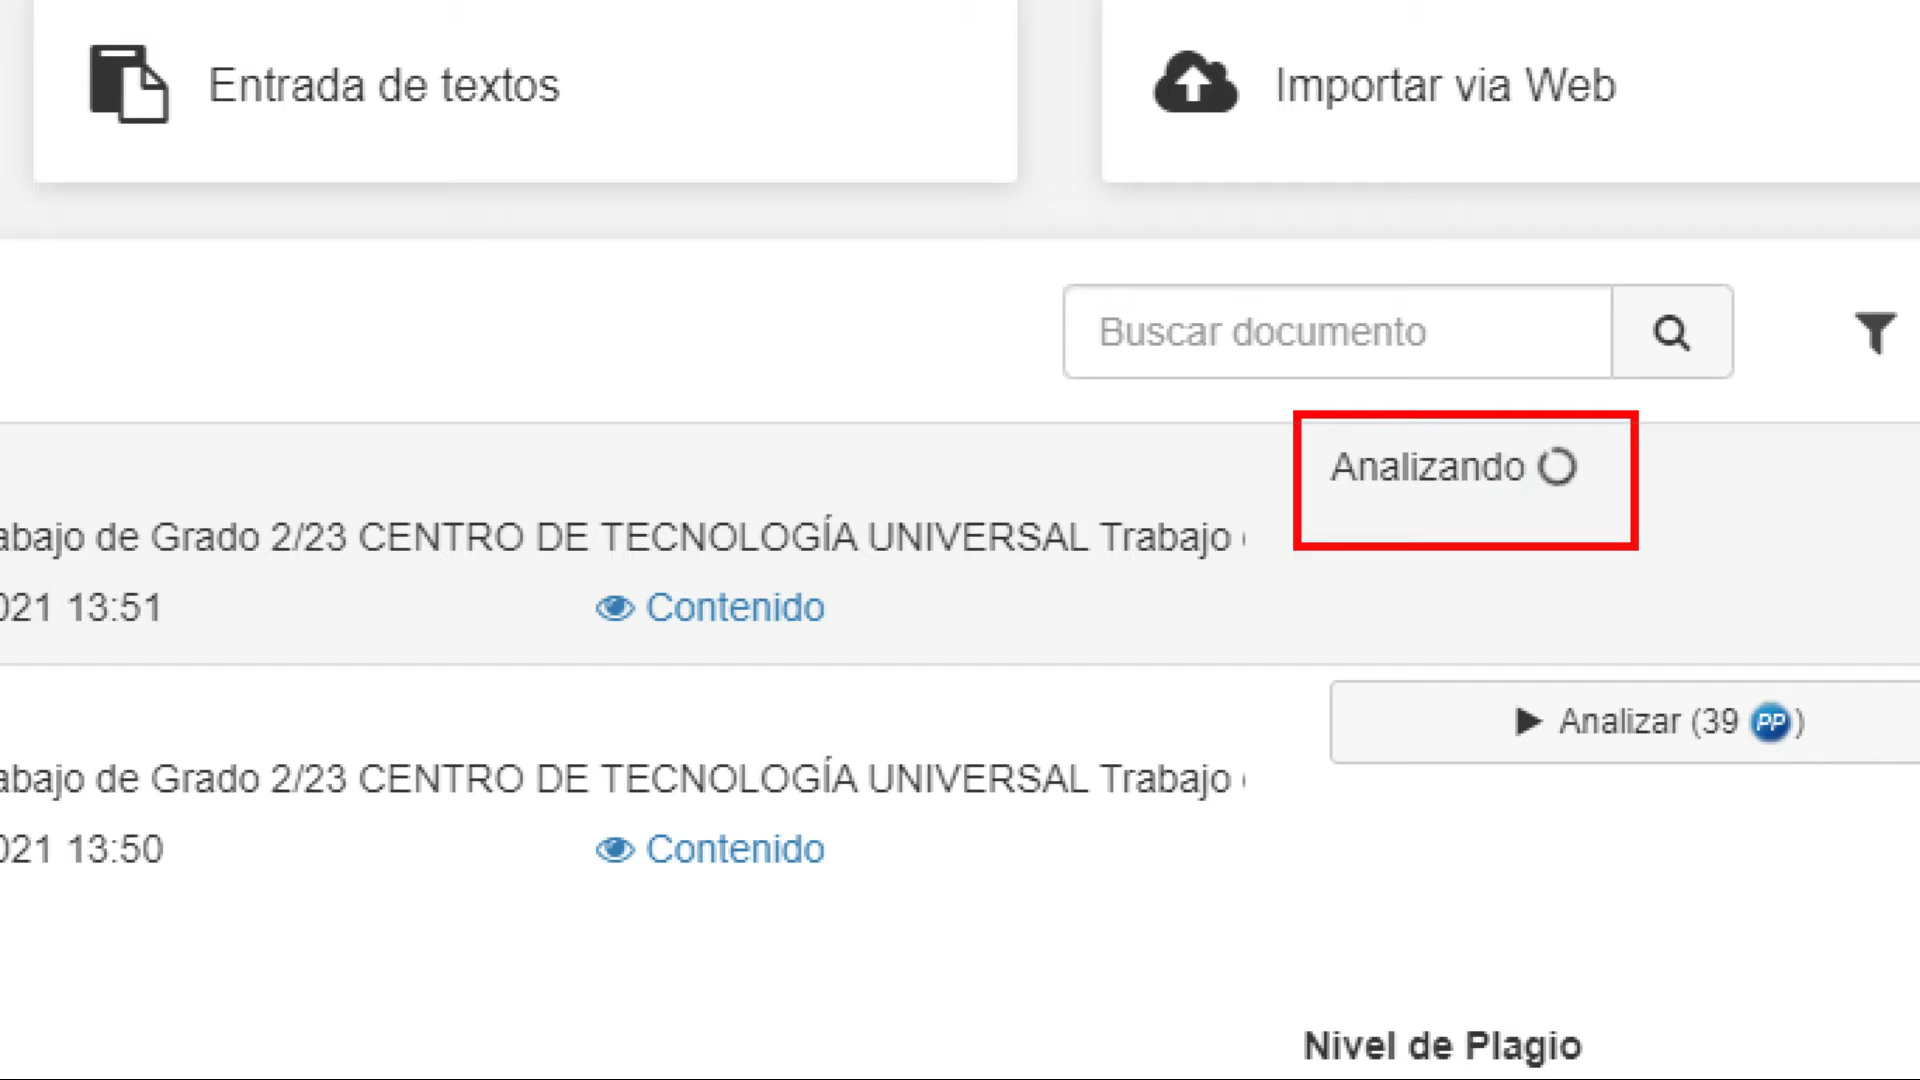 Entrada de textos
Importar via Web
Buscar documento
Analizando
abajo de Grado 2/23 CENTRO DE TECNOLOGÍA UNIVERSAL Trabajo
021 13:51
Contenido
Analizar (39 PP)
abajo de Grado 2/23 CENTRO DE TECNOLOGÍA UNIVERSAL Trabajo
021 13:50
Contenido
Nivel de Plagio